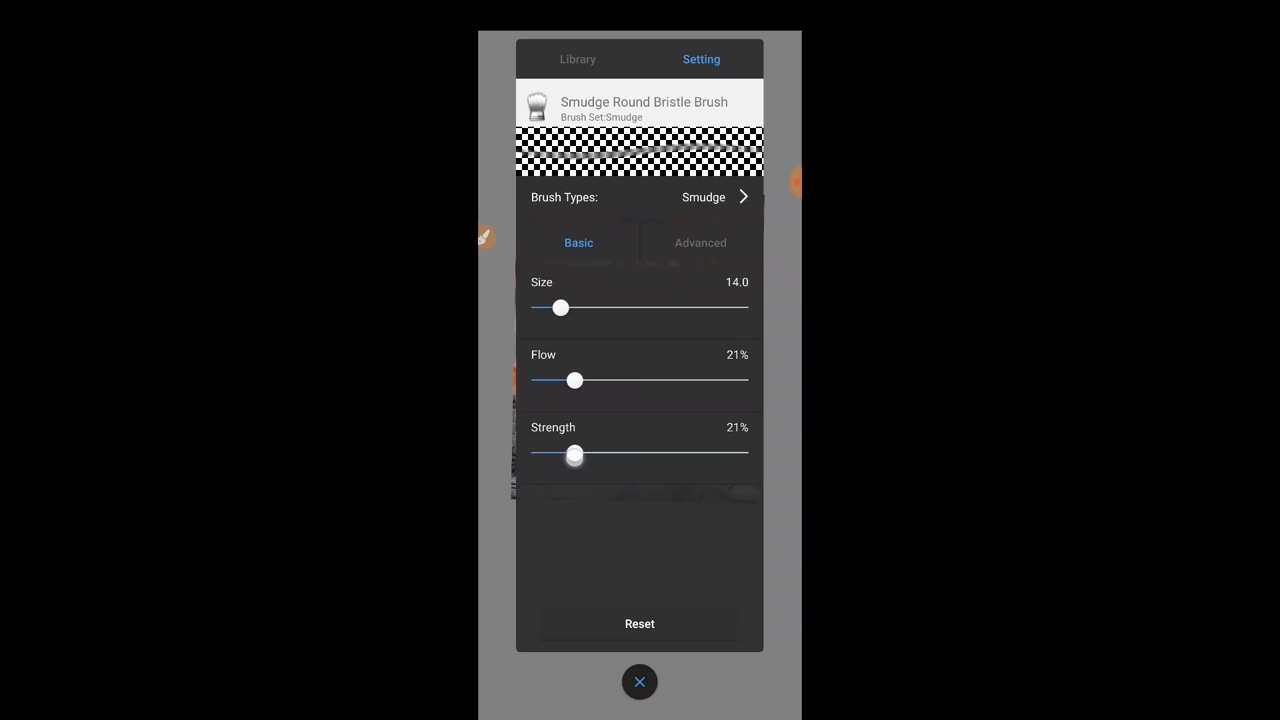 Library Setting
Smudge Round Bristle Brush
Brush Set:Smudge
Brush Types: Smudge
Basic Advanced
Size 14.0
Flow 21%
Strength 21%
Reset